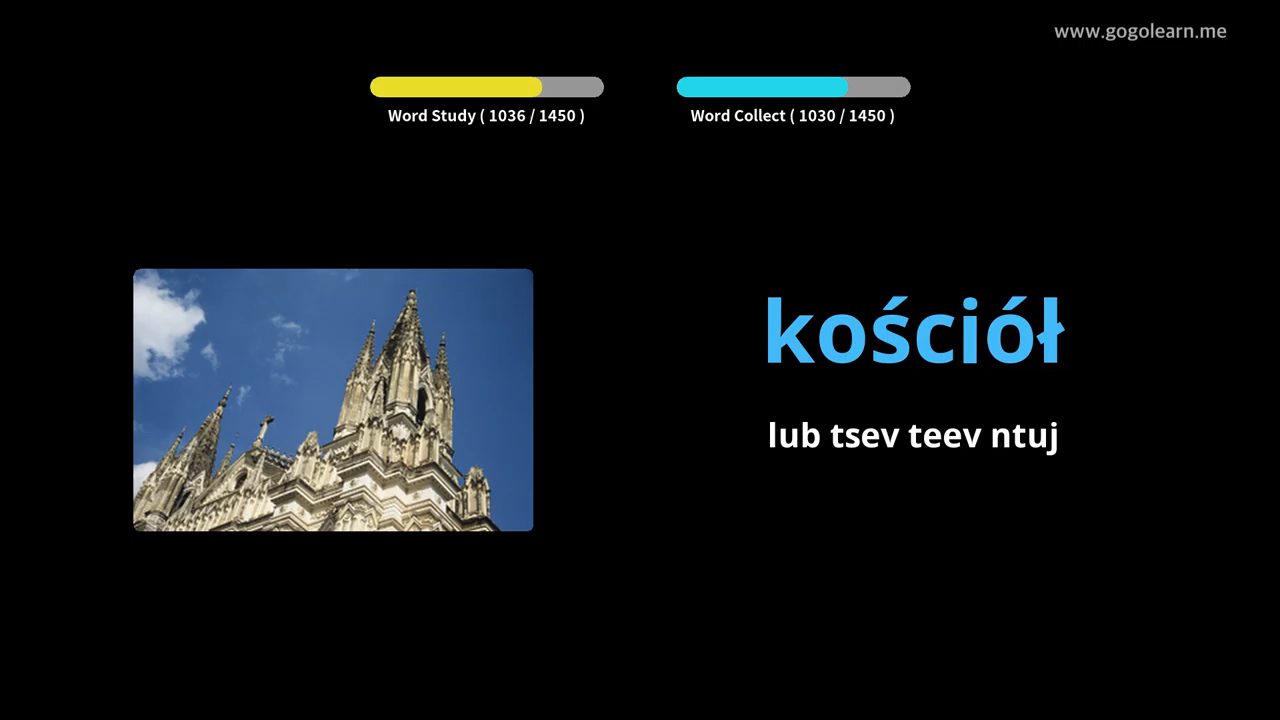 www.gogolearn.me
Word Study ( 1036 / 1450 )
Word Collect ( 1030 / 1450 )
kościół
lub tsev teev ntuj